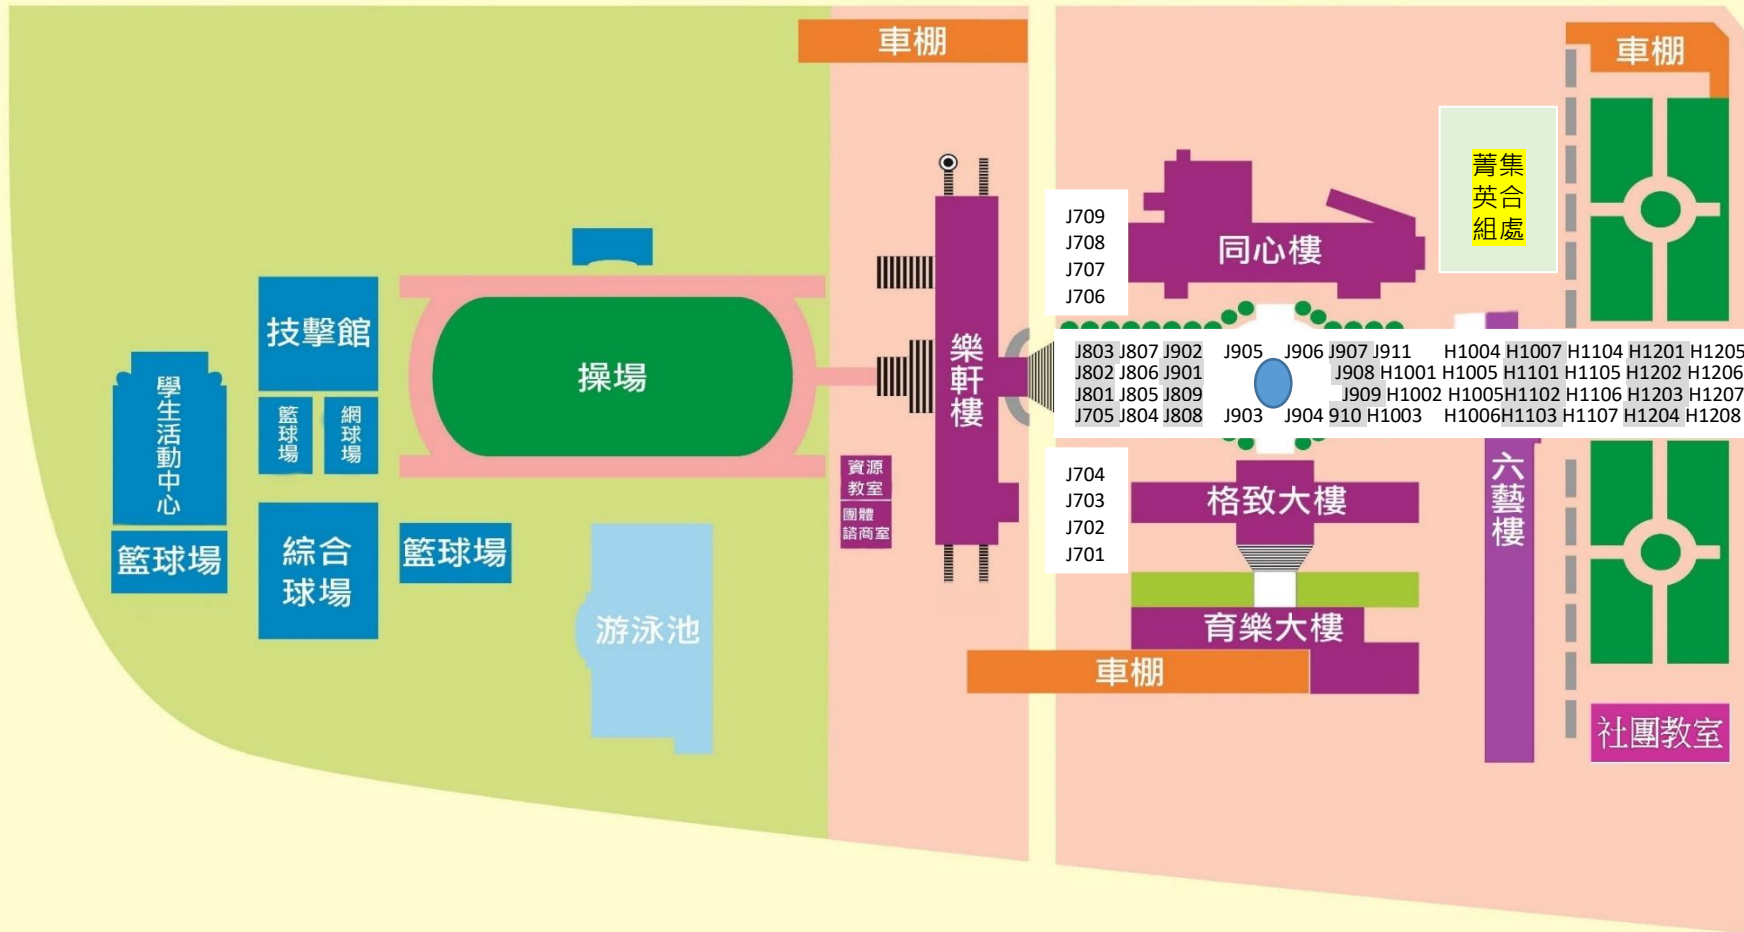 車棚
車棚
菁集
英合
組處
J709
J708
J707
J706
同心樓
技擊館
操場
樂軒樓
學生活動中心
籃球場
網球場
J803 J807 J902 J905 J906 J907 J911 H1004 H1007 H1104 H1201 H1205
J802 J806 J901 J908 H1001 H1005 H1101 H1105 H1202 H1206
J801 J805 J809 J909 H1002 H1005 H1102 H1106 H1203 H1207
J705 J804 J808 J903 J904 910 H1003 H1006 H1103 H1107 H1204 H1208
J704
J703
J702
J701
資源
教室
團體
諮商室
格致大樓
六藝樓
籃球場
綜合
球場
籃球場
游泳池
育樂大樓
車棚
社團教室